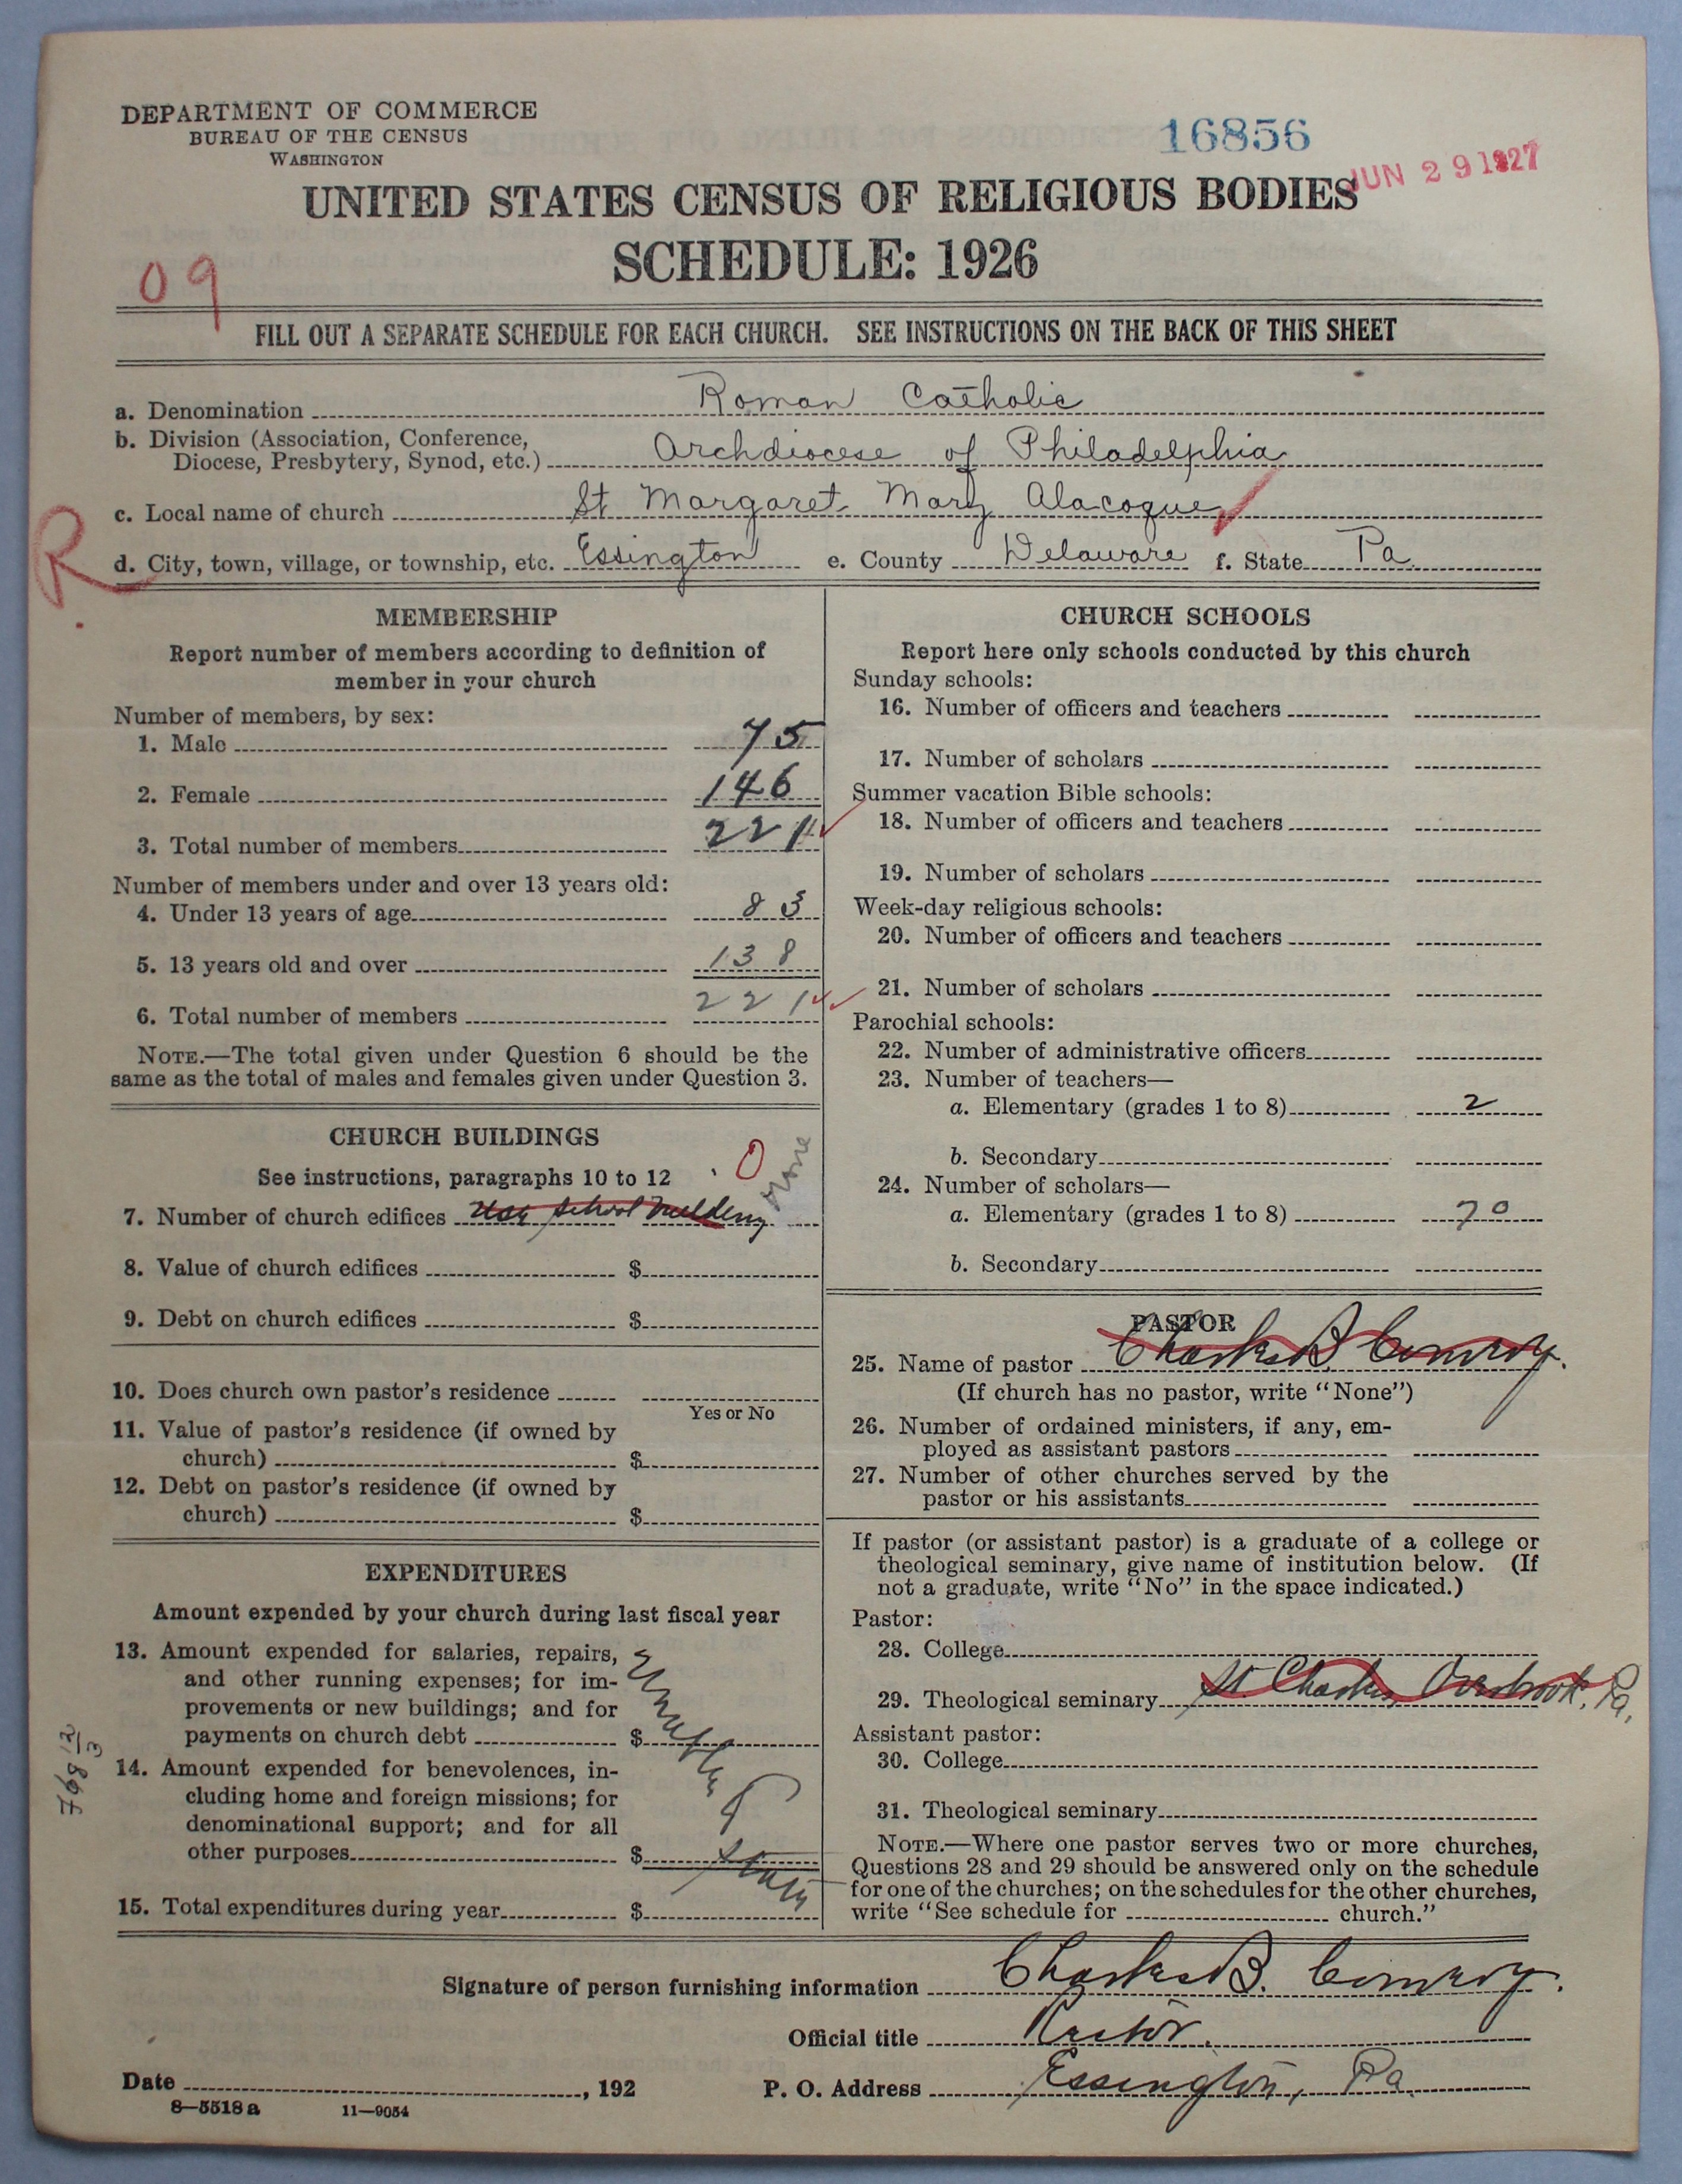 DEPARTMENT OF COMMERCE
BUREAU OF THE CENSUS
WASHINGTON
16856
JUN 29 1927
UNITED STATES CENSUS OF RELIGIOUS BODIES
SCHEDULE: 1926
09
FILL OUT A SEPARATE SCHEDULE FOR EACH CHURCH. SEE INSTRUCTIONS ON THE BACK OF THIS SHEET
a. Denomination Roman Catholic
b. Division (Association, Conference,
Diocese, Presbytery, Synod, etc.) Archdiocese of Philadelphia
c. Local name of church St Margaret Mary Alacoque
R.
d. City, town, village, or township, etc. Essington e. County Delaware f. State Pa.
MEMBERSHIP
Report number of members according to definition of
member in your church
Number of members, by sex:
1. Male 75
2. Female 146
3. Total number of members 221
Number of members under and over 13 years old:
4. Under 13 years of age 83
5. 13 years old and over 138
6. Total number of members 221
NOTE.—The total given under Question 6 should be the
same as the total of males and females given under Question 3.
CHURCH BUILDINGS
See instructions, paragraphs 10 to 12
0 None
7. Number of church edifices Use school building
8. Value of church edifices $
9. Debt on church edifices $
10. Does church own pastor's residence
Yes or No
11. Value of pastor's residence (if owned by
church) $
12. Debt on pastor's residence (if owned by
church) $
EXPENDITURES
Amount expended by your church during last fiscal year
13. Amount expended for salaries, repairs,
and other running expenses; for im-
provements or new buildings; and for
payments on church debt $
14. Amount expended for benevolences, in-
cluding home and foreign missions; for
denominational support; and for all
other purposes $
15. Total expenditures during year $
CHURCH SCHOOLS
Report here only schools conducted by this church
Sunday schools:
16. Number of officers and teachers
17. Number of scholars
Summer vacation Bible schools:
18. Number of officers and teachers
19. Number of scholars
Week-day religious schools:
20. Number of officers and teachers
21. Number of scholars
Parochial schools:
22. Number of administrative officers
23. Number of teachers—
a. Elementary (grades 1 to 8) 2
b. Secondary
24. Number of scholars—
a. Elementary (grades 1 to 8) 70
b. Secondary
PASTOR
25. Name of pastor Charles B. Conway.
(If church has no pastor, write "None")
26. Number of ordained ministers, if any, em-
ployed as assistant pastors
27. Number of other churches served by the
pastor or his assistants
If pastor (or assistant pastor) is a graduate of a college or
theological seminary, give name of institution below. (If
not a graduate, write "No" in the space indicated.)
Pastor:
28. College
29. Theological seminary St. Charles, Overbrook, Pa.
Assistant pastor:
30. College
31. Theological seminary
NOTE.—Where one pastor serves two or more churches,
Questions 28 and 29 should be answered only on the schedule
for one of the churches; on the schedules for the other churches,
write "See schedule for church."
Signature of person furnishing information Charles B. Conway.
Official title Rector.
Date , 192 P. O. Address Essington, Pa.
8—5518 a 11—9054